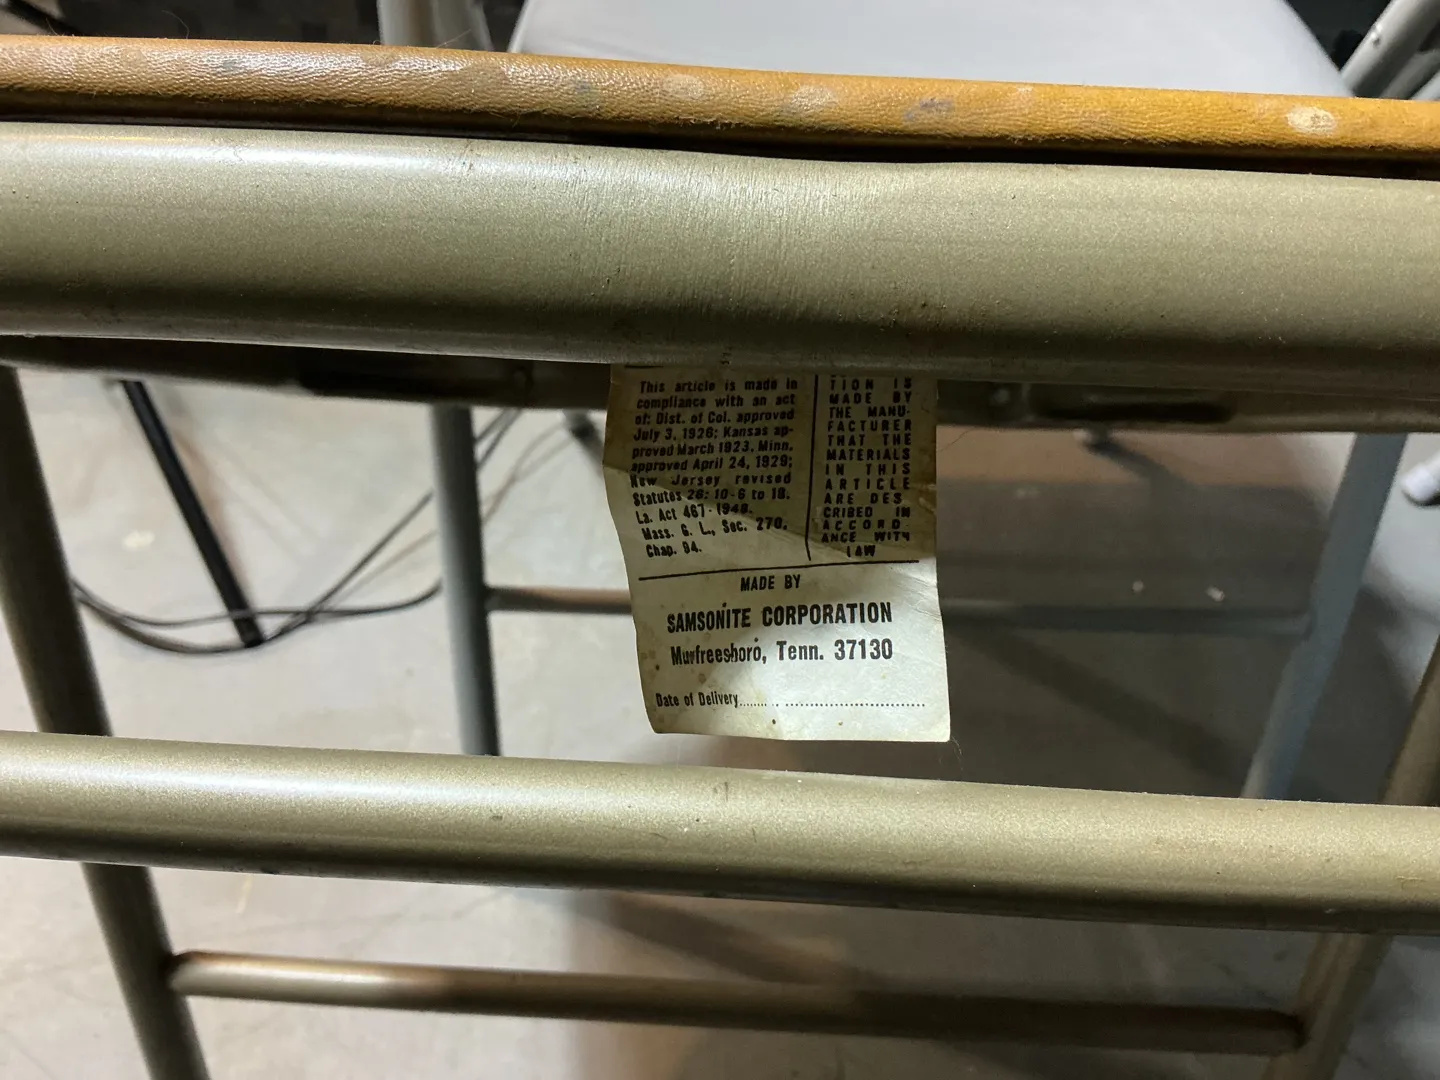 This article is made in
compliance with an act
of: Dist. of Col. approved
July 3, 1926; Kansas ap-
proved March 1923, Minn.
approved April 24, 1929;
New Jersey revised
Statutes 26: 10-6 to 18.
La. Act 467-1948.
Mass. G. L., Sec. 270,
Chap. 94.
TION IS
MADE BY
THE MANU-
FACTURER
THAT THE
MATERIALS
IN THIS
ARTICLE
ARE DES
CRIBED IN
ACCORD
ANCE WITH
LAW
MADE BY
SAMSONITE CORPORATION
Murfreesboro, Tenn. 37130
Date of Delivery